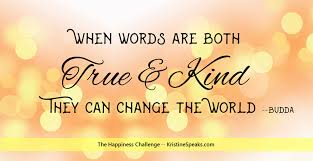 WHEN WORDS ARE BOTH
True & Kind
THEY CAN CHANGE THE WORLD --BUDDA
The Happiness Challenge -- KristineSpeaks.com